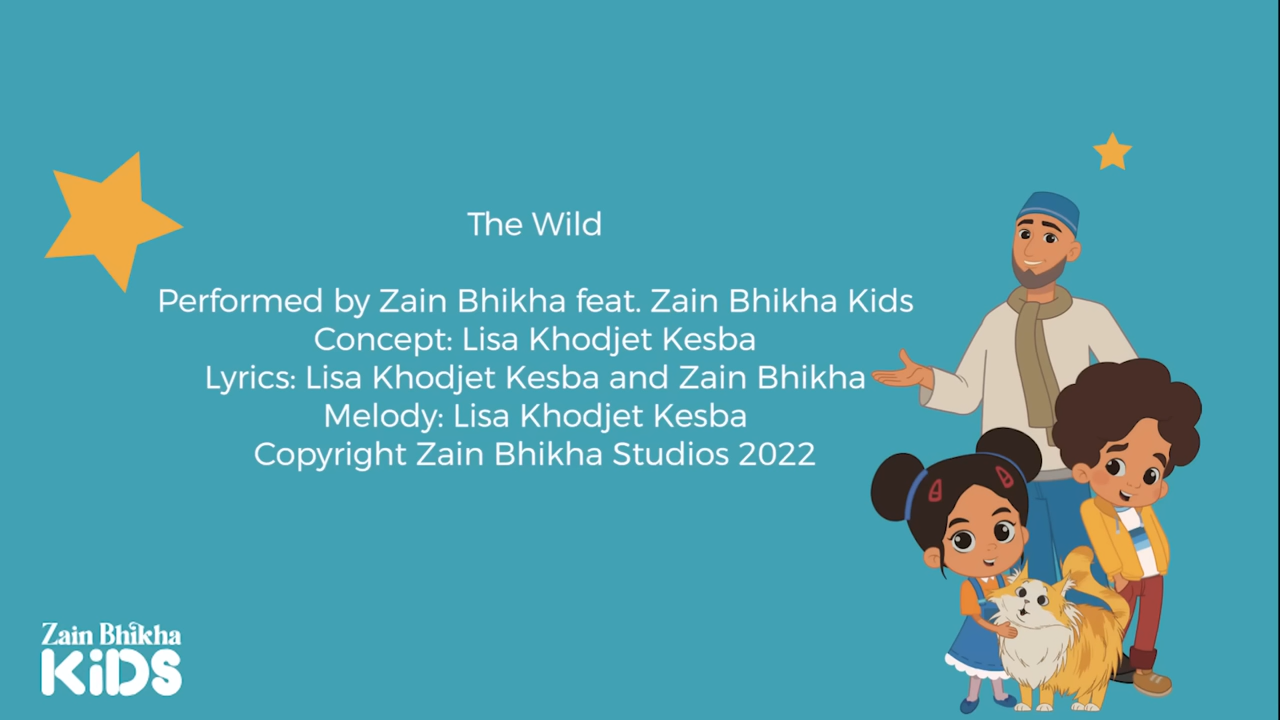 The Wild
Performed by Zain Bhikha feat. Zain Bhikha Kids
Concept: Lisa Khodjet Kesba
Lyrics: Lisa Khodjet Kesba and Zain Bhikha
Melody: Lisa Khodjet Kesba
Copyright Zain Bhikha Studios 2022
Zain Bhikha
KiDS